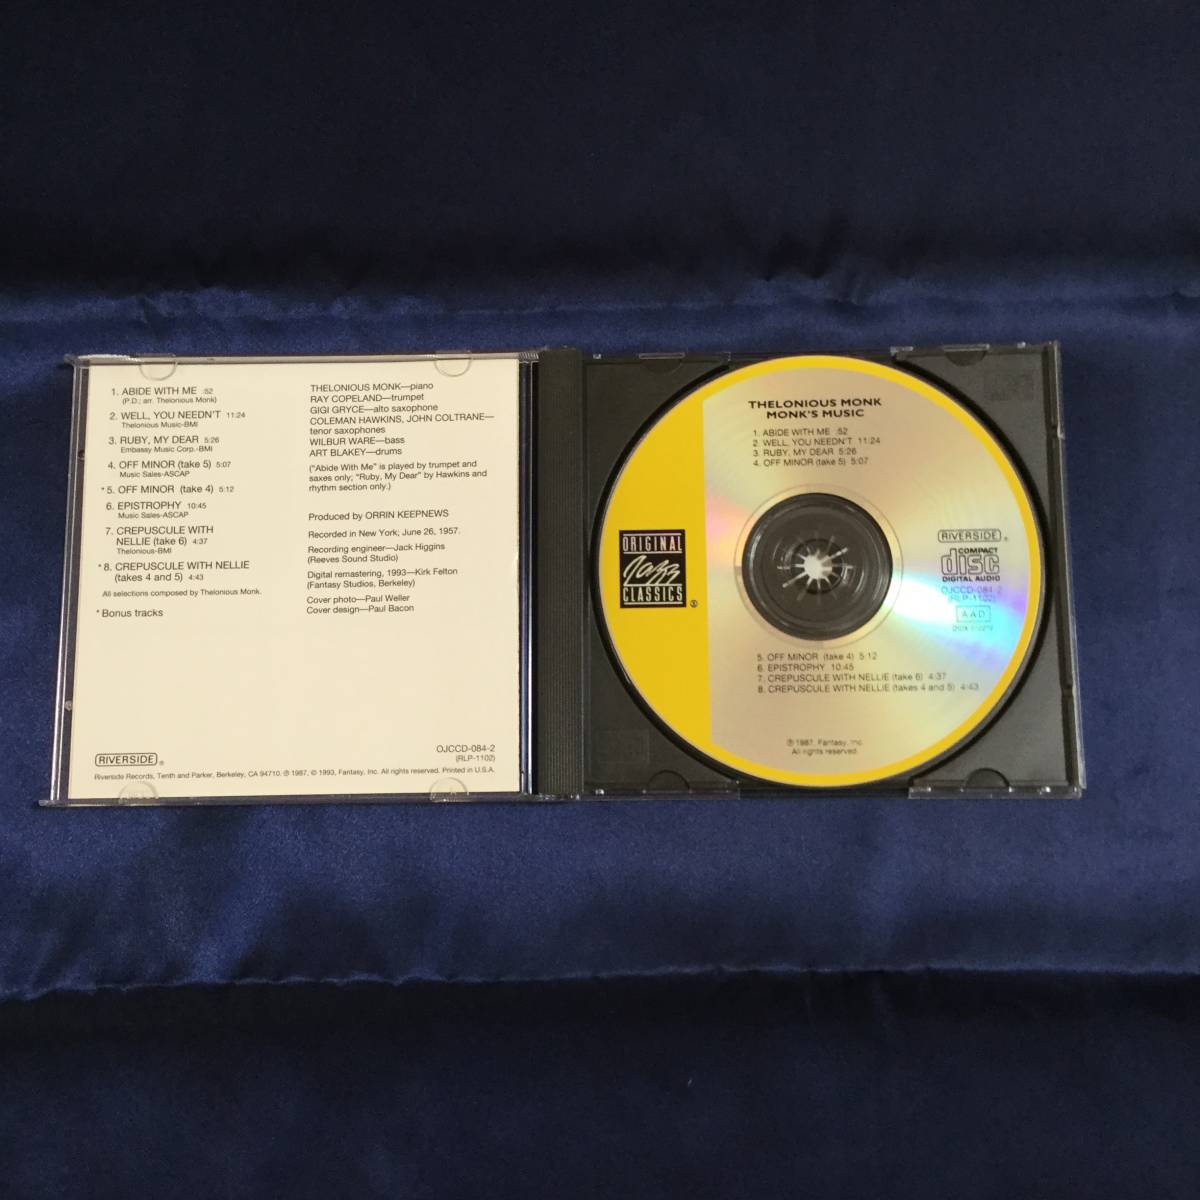 1. ABIDE WITH ME :52
(P.D.; arr. Thelonious Monk)
2. WELL, YOU NEEDN'T 11:24
Thelonious Music-BMI
3. RUBY, MY DEAR 5:26
Embassy Music Corp.-BMI
4. OFF MINOR (take 5) 5:07
Music Sales-ASCAP
*5. OFF MINOR (take 4) 5:12
6. EPISTROPHY 10:45
Music Sales-ASCAP
7. CREPUSCULE WITH
NELLIE (take 6) 4:37
Thelonious-BMI
*8. CREPUSCULE WITH NELLIE
(takes 4 and 5) 4:43
All selections composed by Thelonious Monk.
*Bonus tracks
THELONIOUS MONK—piano
RAY COPELAND—trumpet
GIGI GRYCE—alto saxophone
COLEMAN HAWKINS, JOHN COLTRANE—
tenor saxophones
WILBUR WARE—bass
ART BLAKEY—drums
("Abide With Me" is played by trumpet and
saxes only; "Ruby, My Dear" by Hawkins and
rhythm section only.)
Produced by ORRIN KEEPNEWS
Recorded in New York; June 26, 1957.
Recording engineer—Jack Higgins
(Reeves Sound Studio)
Digital remastering, 1993—Kirk Felton
(Fantasy Studios, Berkeley)
Cover photo—Paul Weller
Cover design—Paul Bacon
RIVERSIDE ®
OJCCD-084-2
(RLP-1102)
Riverside Records, Tenth and Parker, Berkeley, CA 94710. ℗ 1987, © 1993, Fantasy, Inc. All rights reserved. Printed in U.S.A.
THELONIOUS MONK
MONK'S MUSIC
1. ABIDE WITH ME :52
2. WELL, YOU NEEDN'T 11:24
3. RUBY, MY DEAR 5:26
4. OFF MINOR (take 5) 5:07
ORIGINAL
Jazz
CLASSICS
RIVERSIDE ®
COMPACT
disc
DIGITAL AUDIO
OJCCD-084-2
(RLP-1102)
AAD
5. OFF MINOR (take 4) 5:12
6. EPISTROPHY 10:45
7. CREPUSCULE WITH NELLIE (take 6) 4:37
8. CREPUSCULE WITH NELLIE (takes 4 and 5) 4:43
℗ 1987, Fantasy, Inc.
All rights reserved.